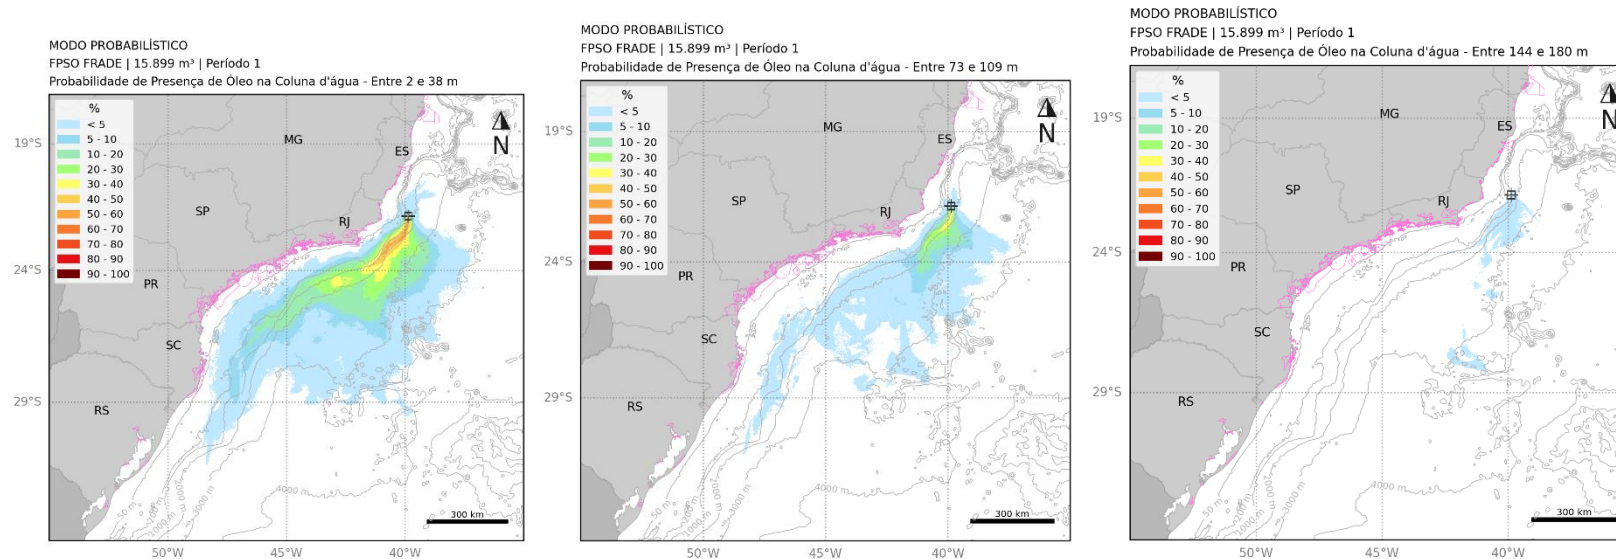 MODO PROBABILÍSTICO
FPSO FRADE | 15.899 m³ | Período 1
Probabilidade de Presença de Óleo na Coluna d'água - Entre 2 e 38 m
%
< 5
5 - 10
10 - 20
20 - 30
30 - 40
40 - 50
50 - 60
60 - 70
70 - 80
80 - 90
90 - 100
N
MG
ES
SP
RJ
PR
SC
RS
19°S
24°S
29°S
50 m
1000 m
3000 m
4000 m
300 km
50°W
45°W
40°W
MODO PROBABILÍSTICO
FPSO FRADE | 15.899 m³ | Período 1
Probabilidade de Presença de Óleo na Coluna d'água - Entre 73 e 109 m
%
< 5
5 - 10
10 - 20
20 - 30
30 - 40
40 - 50
50 - 60
60 - 70
70 - 80
80 - 90
90 - 100
N
MG
ES
SP
RJ
PR
SC
RS
19°S
24°S
29°S
50 m
1000 m
3000 m
4000 m
300 km
50°W
45°W
40°W
MODO PROBABILÍSTICO
FPSO FRADE | 15.899 m³ | Período 1
Probabilidade de Presença de Óleo na Coluna d'água - Entre 144 e 180 m
%
< 5
5 - 10
10 - 20
20 - 30
30 - 40
40 - 50
50 - 60
60 - 70
70 - 80
80 - 90
90 - 100
N
MG
ES
SP
RJ
PR
SC
RS
19°S
24°S
29°S
50 m
1000 m
3000 m
4000 m
300 km
50°W
45°W
40°W